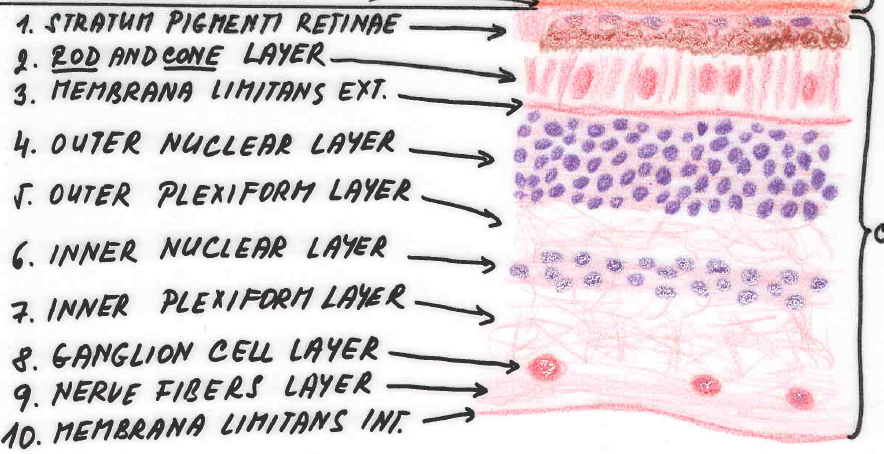 1. STRATUM PIGMENTI RETINAE
2. ROD AND CONE LAYER
3. MEMBRANA LIMITANS EXT.
4. OUTER NUCLEAR LAYER
5. OUTER PLEXIFORM LAYER
6. INNER NUCLEAR LAYER
7. INNER PLEXIFORM LAYER
8. GANGLION CELL LAYER
9. NERVE FIBERS LAYER
10. MEMBRANA LIMITANS INT.